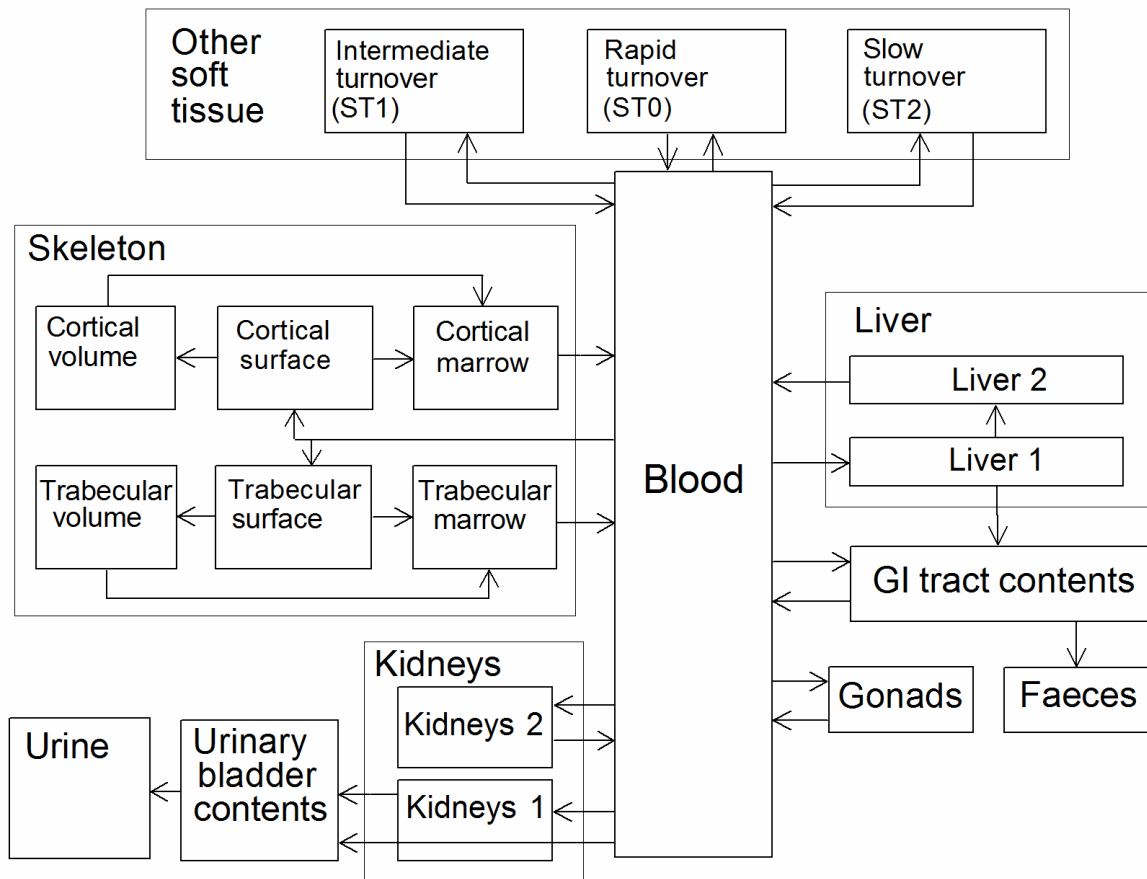 Other
soft
tissue
Intermediate
turnover
(ST1)
Rapid
turnover
(ST0)
Slow
turnover
(ST2)
Skeleton
Cortical
volume
Cortical
surface
Cortical
marrow
Trabecular
volume
Trabecular
surface
Trabecular
marrow
Blood
Liver
Liver 2
Liver 1
GI tract contents
Gonads
Faeces
Kidneys
Kidneys 2
Kidneys 1
Urinary
bladder
contents
Urine